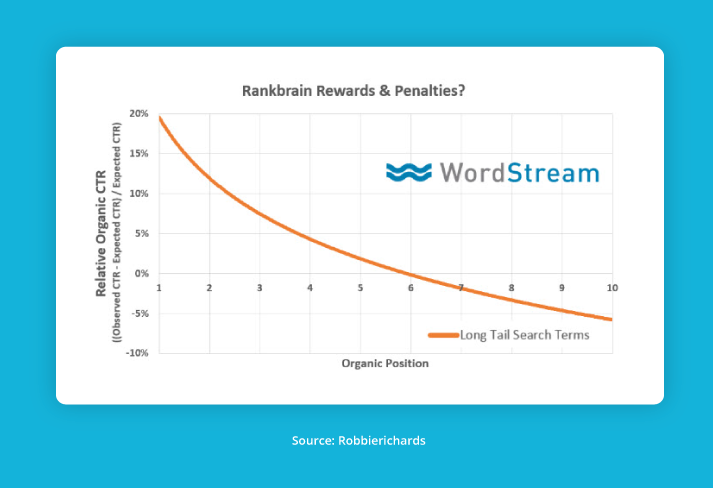 Rankbrain Rewards & Penalties?
20%
15%
10%
5%
0%
-5%
-10%
Relative Organic CTR
((Observed CTR - Expected CTR) / Expected CTR)
WordStream
1 2 3 4 5 6 7 8 9 10
Long Tail Search Terms
Organic Position
Source: Robbierichards